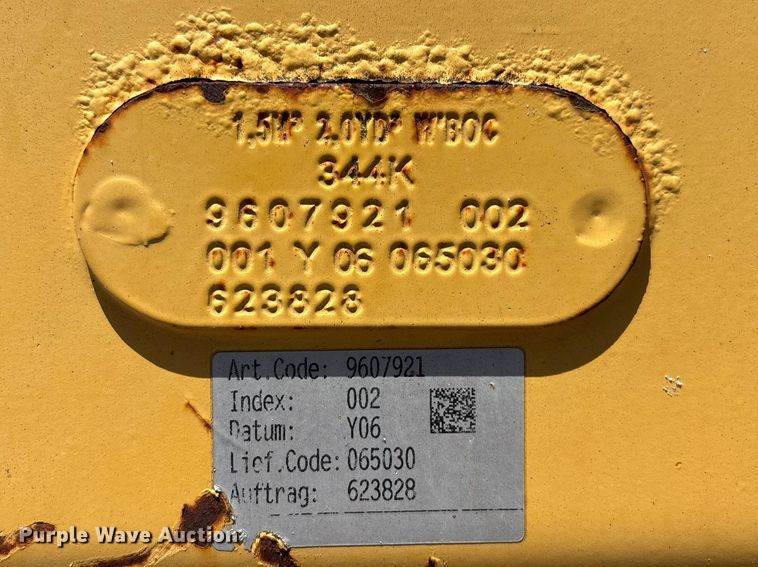 1,5M³ 2,0YD³ W'BOC
344K
9607921 002
001 Y 06 065030
623828
Art.Code: 9607921
Index: 002
Datum: Y06
Lief.Code: 065030
Auftrag: 623828
Purple Wave Auction